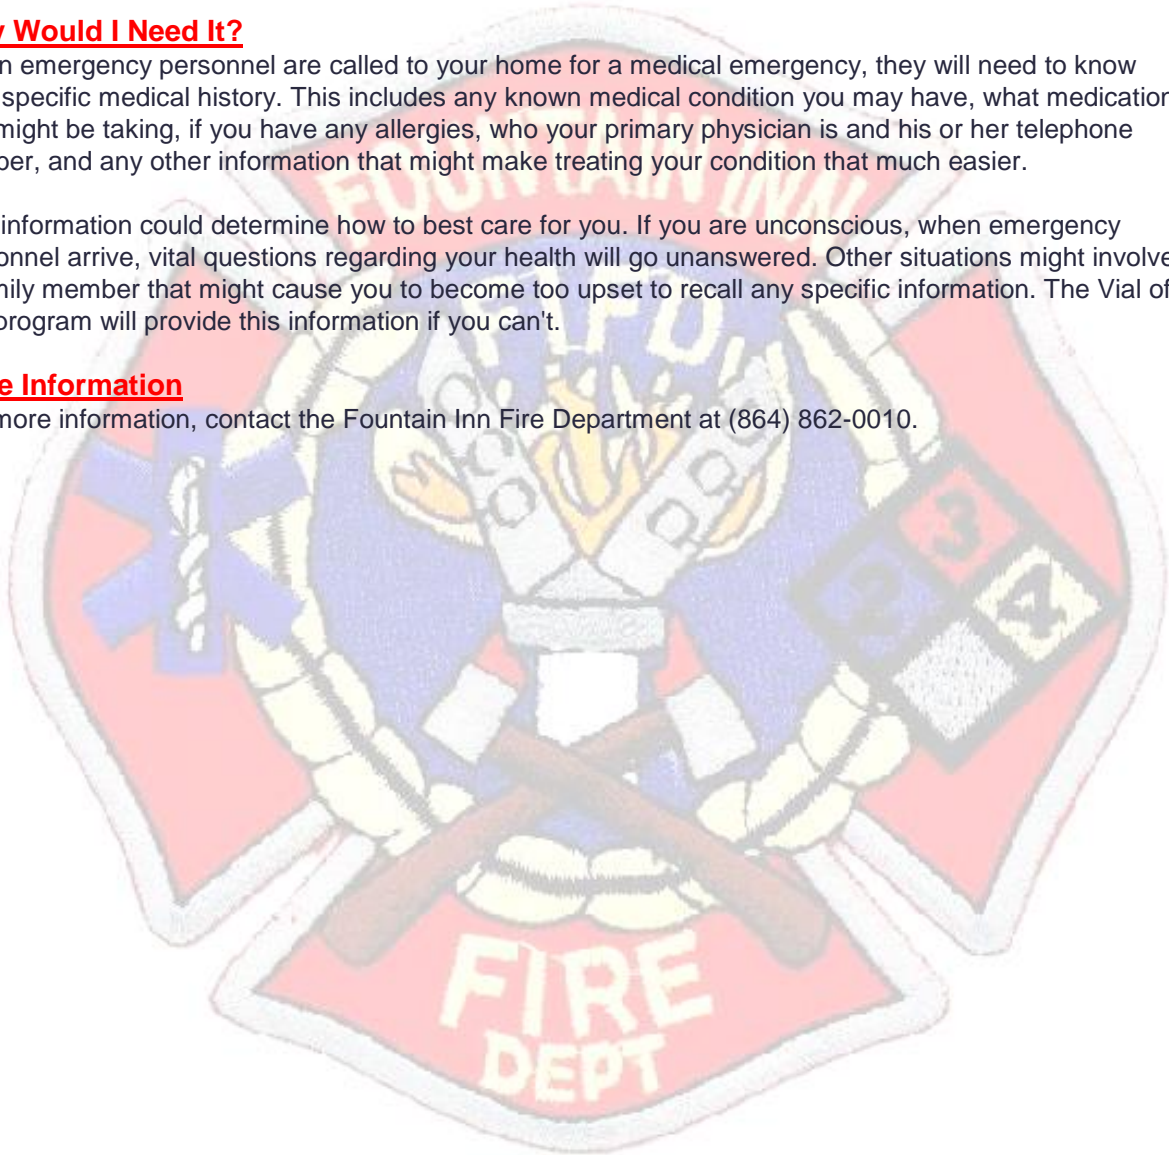 y Would I Need It?
n emergency personnel are called to your home for a medical emergency, they will need to know
specific medical history. This includes any known medical condition you may have, what medication
might be taking, if you have any allergies, who your primary physician is and his or her telephone
ber, and any other information that might make treating your condition that much easier.
information could determine how to best care for you. If you are unconscious, when emergency
onnel arrive, vital questions regarding your health will go unanswered. Other situations might involve
mily member that might cause you to become too upset to recall any specific information. The Vial of
program will provide this information if you can't.
e Information
more information, contact the Fountain Inn Fire Department at (864) 862-0010.
FOUNTAIN INN
FIFD
3
2
4
FIRE
DEPT